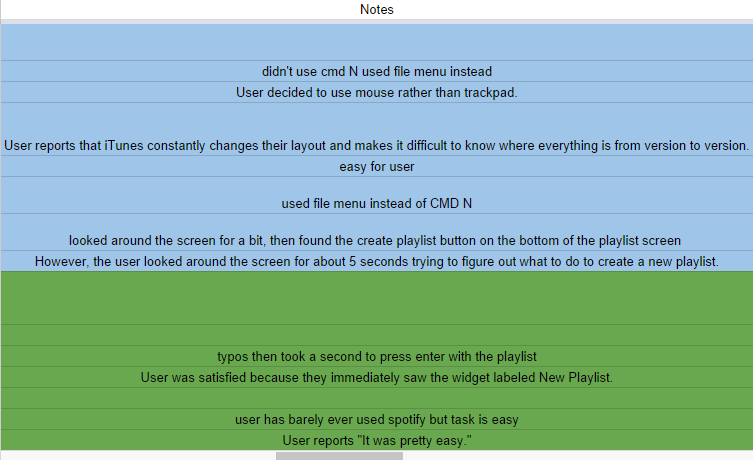 Notes
didn't use cmd N used file menu instead
User decided to use mouse rather than trackpad.
User reports that iTunes constantly changes their layout and makes it difficult to know where everything is from version to version.
easy for user
used file menu instead of CMD N
looked around the screen for a bit, then found the create playlist button on the bottom of the playlist screen
However, the user looked around the screen for about 5 seconds trying to figure out what to do to create a new playlist.
typos then took a second to press enter with the playlist
User was satisfied because they immediately saw the widget labeled New Playlist.
user has barely ever used spotify but task is easy
User reports "It was pretty easy."